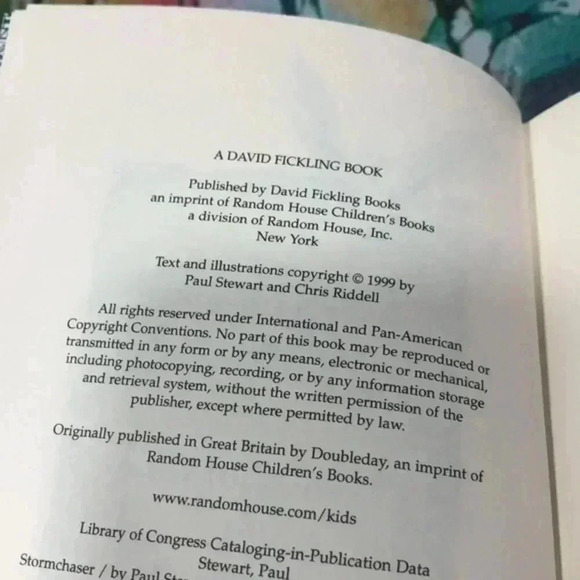 A DAVID FICKLING BOOK
Published by David Fickling Books
an imprint of Random House Children's Books
a division of Random House, Inc.
New York
Text and illustrations copyright © 1999 by
Paul Stewart and Chris Riddell
All rights reserved under International and Pan-American
Copyright Conventions. No part of this book may be reproduced or
transmitted in any form or by any means, electronic or mechanical,
including photocopying, recording, or by any information storage
and retrieval system, without the written permission of the
publisher, except where permitted by law.
Originally published in Great Britain by Doubleday, an imprint of
Random House Children's Books.
www.randomhouse.com/kids
Library of Congress Cataloging-in-Publication Data
Stewart, Paul
Stormchaser / by Paul